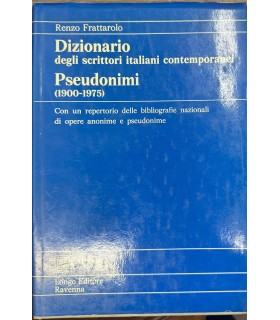 Renzo Frattarolo
Dizionario
degli scrittori italiani contemporanei
Pseudonimi
(1900-1975)
Con un repertorio delle bibliografie nazionali
di opere anonime e pseudonime
Longo Editore
Ravenna